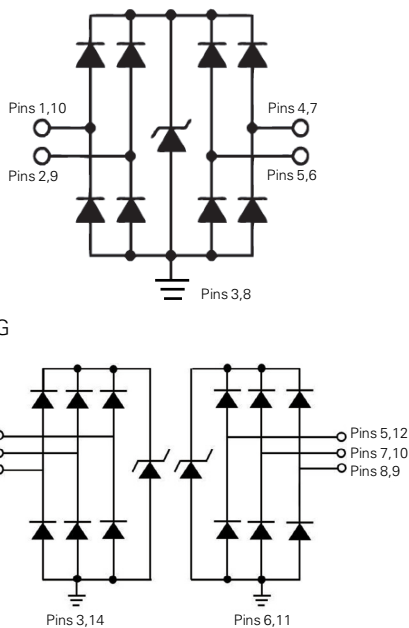 Pins 1,10
Pins 4,7
Pins 2,9
Pins 5,6
Pins 3,8
G
Pins 5,12
Pins 7,10
Pins 8,9
Pins 3,14
Pins 6,11